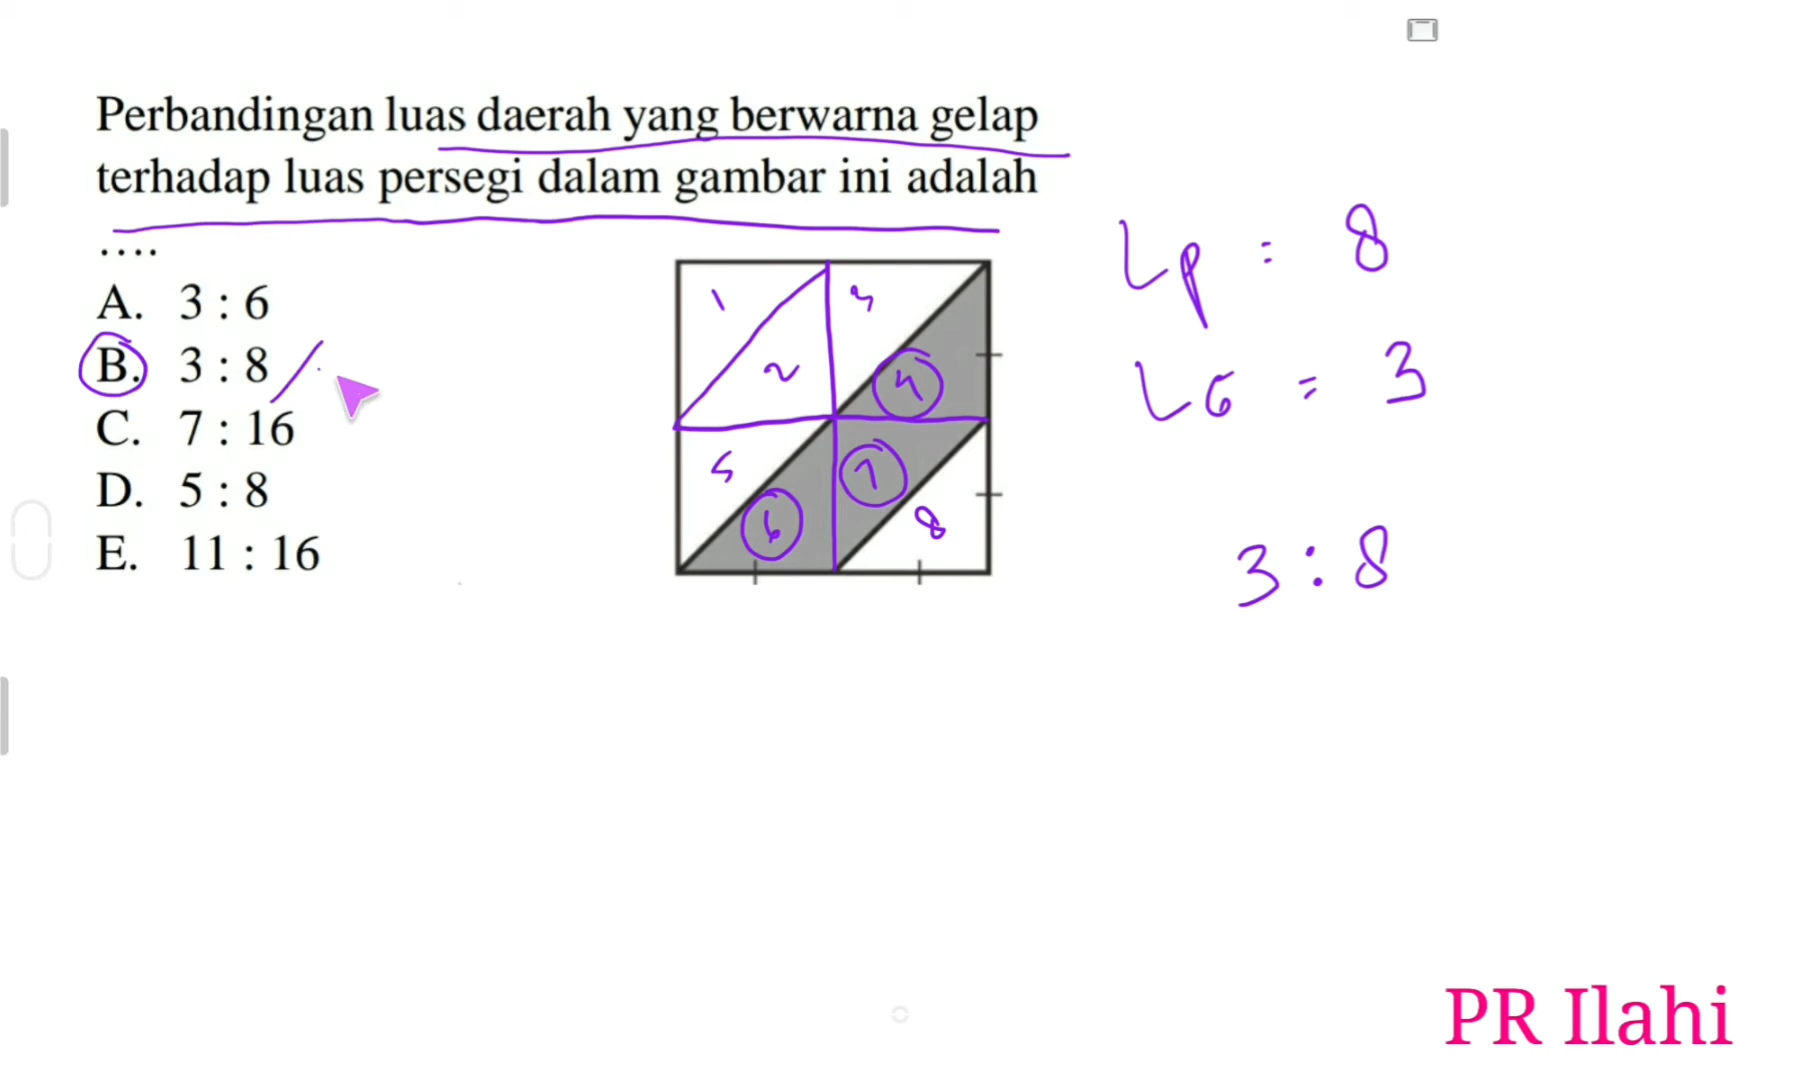 Perbandingan luas daerah yang berwarna gelap
terhadap luas persegi dalam gambar ini adalah
....
A. 3 : 6
B. 3 : 8
C. 7 : 16
D. 5 : 8
E. 11 : 16
1
2
3
4
5
6
7
8
Lp = 8
LG = 3
3 : 8
PR Ilahi